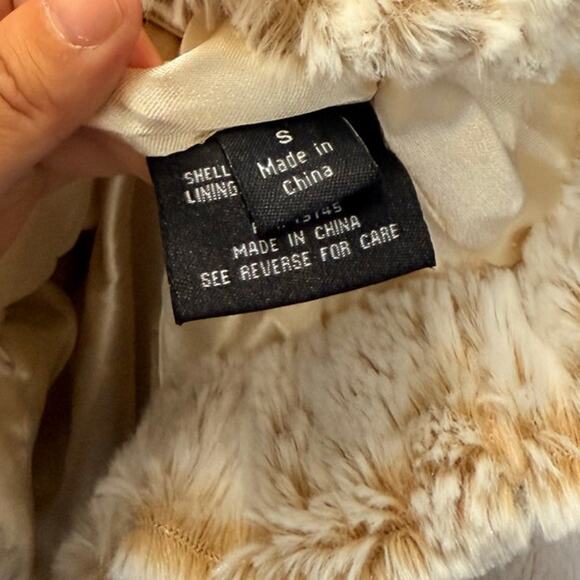 S
Made in
China
SHELL
LINING
MADE IN CHINA
SEE REVERSE FOR CARE